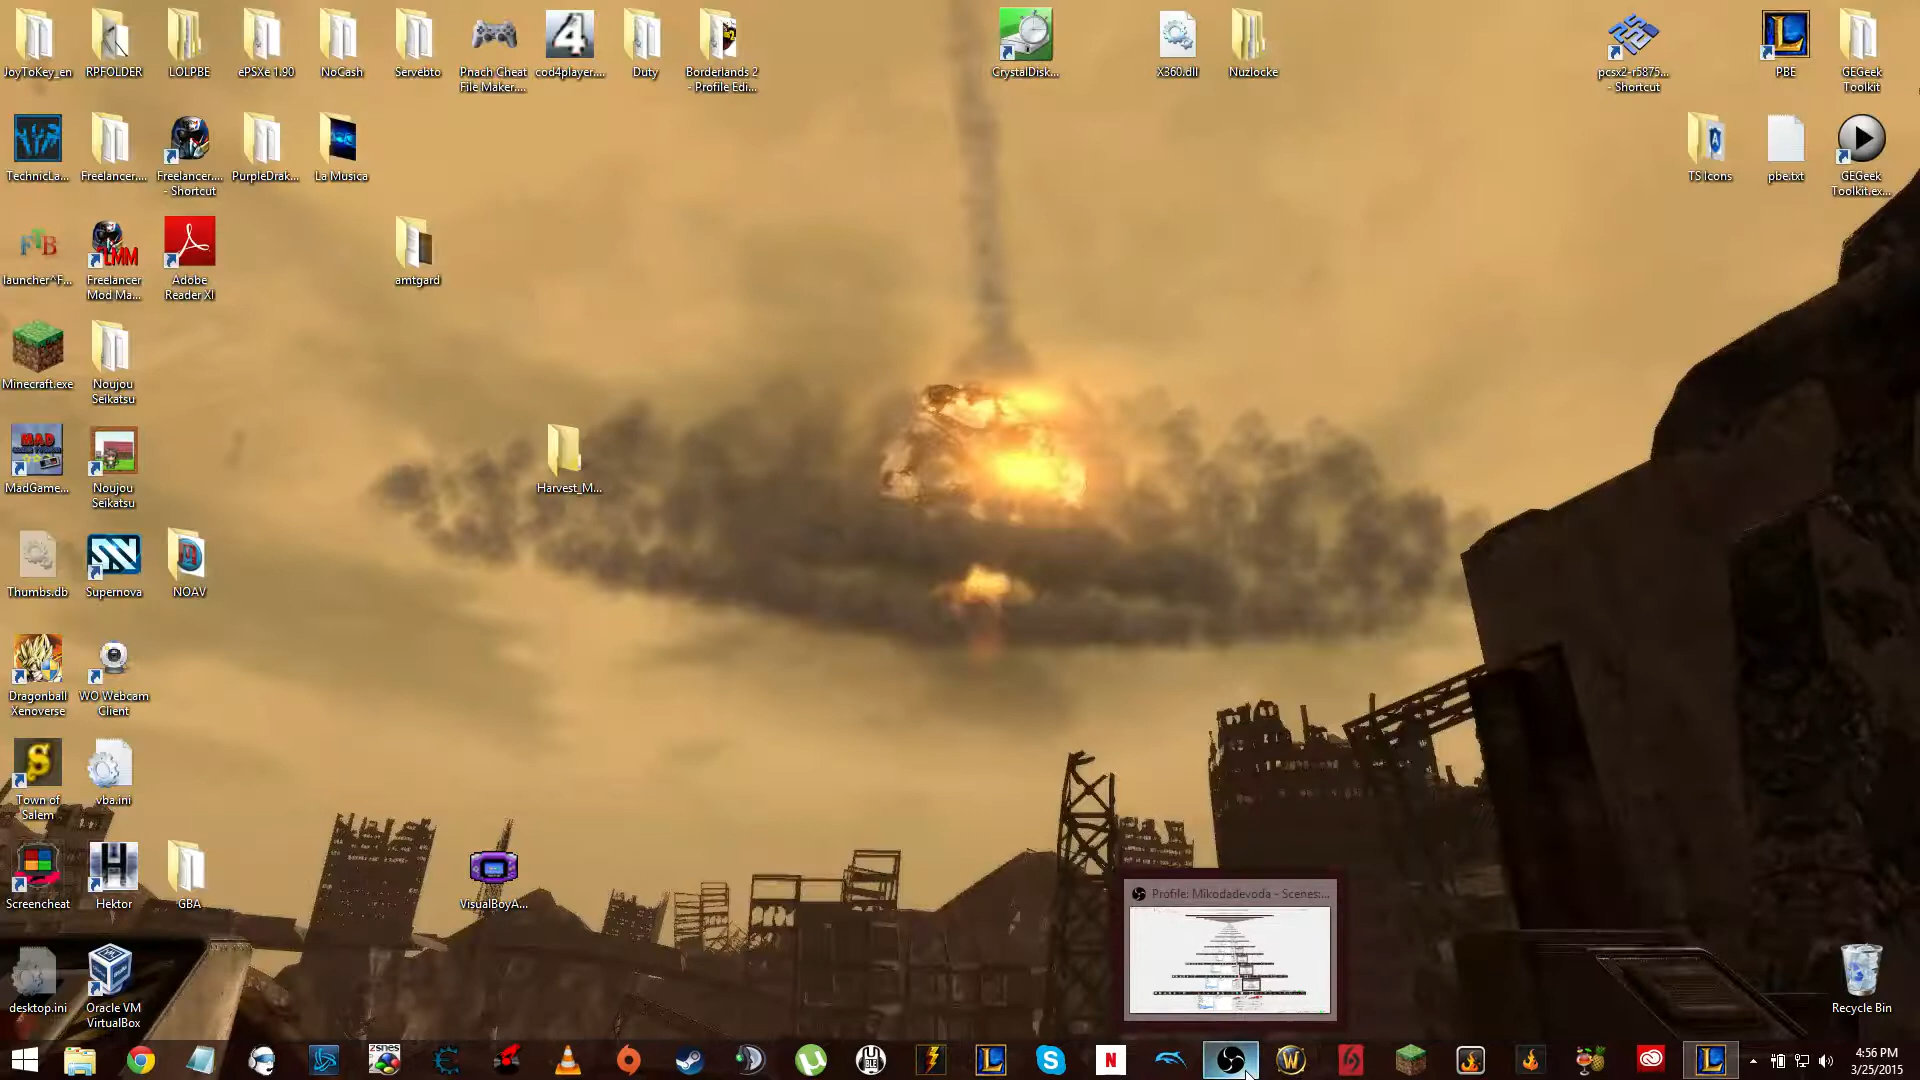 JoyToKey_en
RPFOLDER
LOLPBE
ePSXe 1.90
NoCash
Servebto
Pnach Cheat
File Maker....
cod4player....
Duty
Borderlands 2
- Profile Edi...
CrystalDisk...
X360.dll
Nuzlocke
pcsx2-r5875...
- Shortcut
PBE
GEGeek
Toolkit
TechnicLa...
Freelancer....
Freelancer....
- Shortcut
PurpleDrak...
La Musica
TS Icons
pbe.txt
GEGeek
Toolkit.ex...
launcher^F...
Freelancer
Mod Ma...
Adobe
Reader XI
amtgard
Minecraft.exe
Noujou
Seikatsu
MadGame...
Noujou
Seikatsu
Harvest_M...
Thumbs.db
Supernova
NOAV
Dragonball
Xenoverse
WO Webcam
Client
Town of
Salem
vba.ini
Screencheat
Hektor
GBA
VisualBoyA...
Profile: Mikodadevoda - Scenes:...
desktop.ini
Oracle VM
VirtualBox
Recycle Bin
4:56 PM
3/25/2015